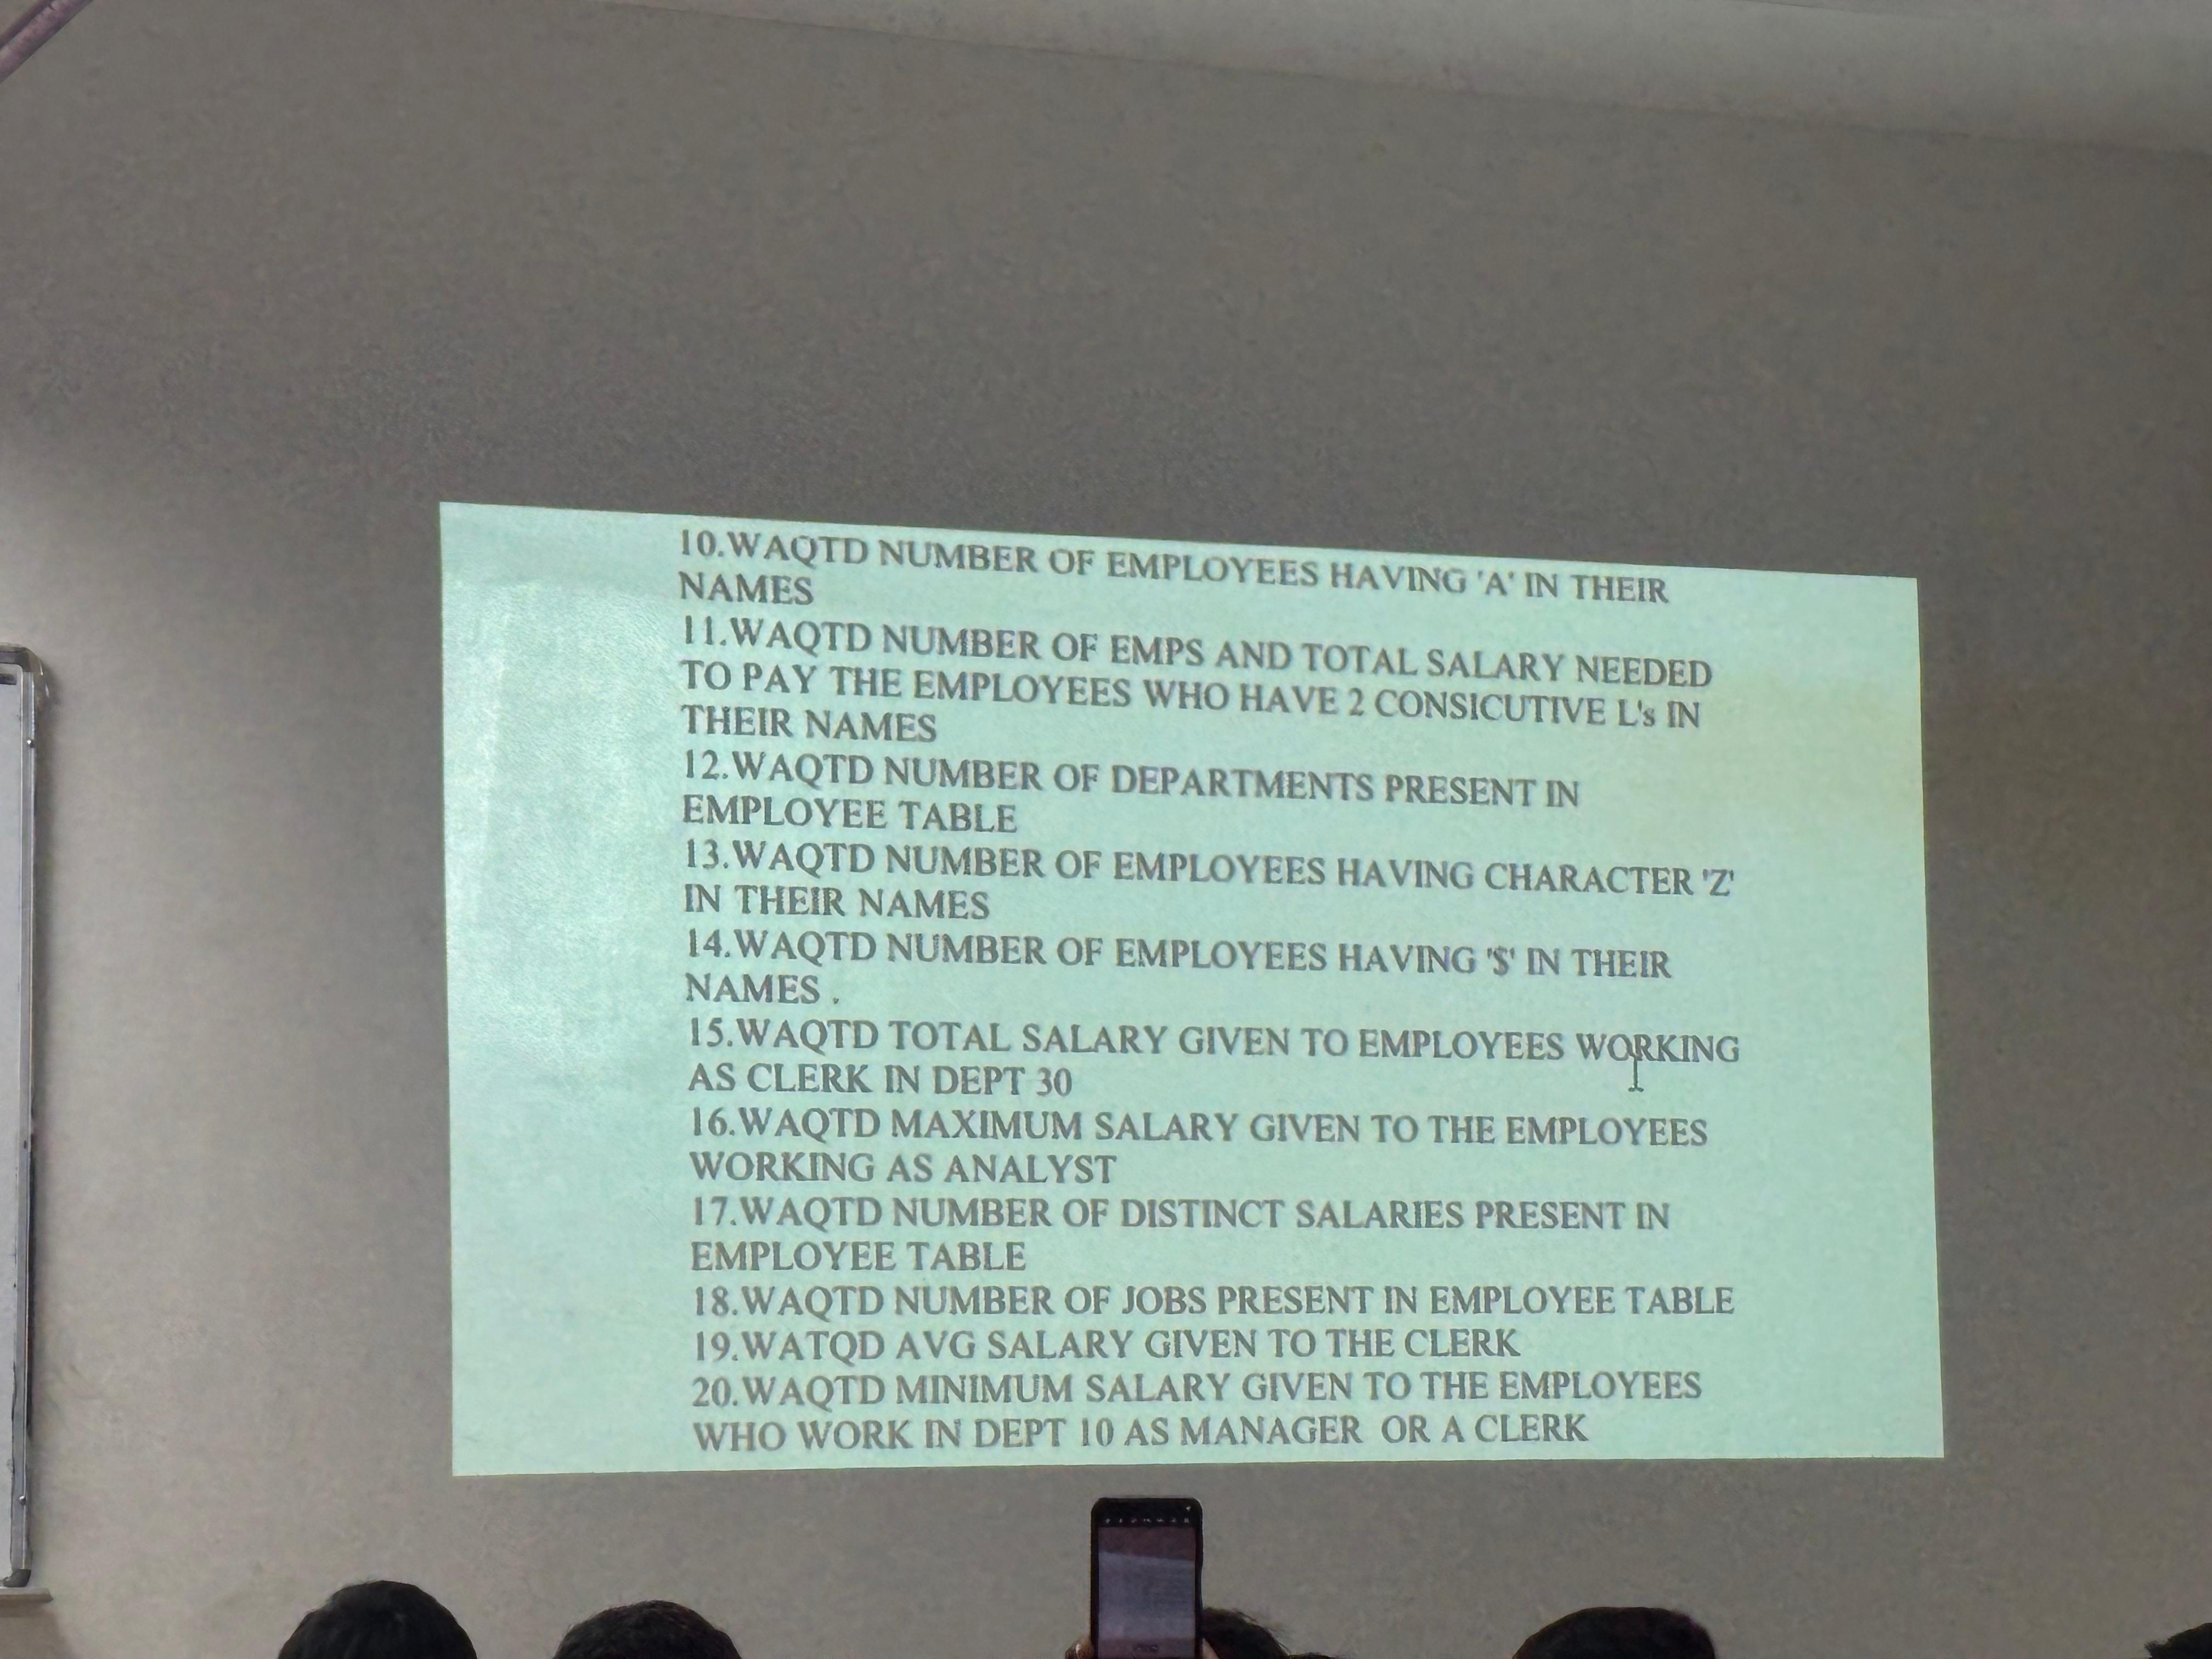 10.WAQTD NUMBER OF EMPLOYEES HAVING 'A' IN THEIR
NAMES
11.WAQTD NUMBER OF EMPS AND TOTAL SALARY NEEDED
TO PAY THE EMPLOYEES WHO HAVE 2 CONSICUTIVE L's IN
THEIR NAMES
12.WAQTD NUMBER OF DEPARTMENTS PRESENT IN
EMPLOYEE TABLE
13.WAQTD NUMBER OF EMPLOYEES HAVING CHARACTER 'Z'
IN THEIR NAMES
14.WAQTD NUMBER OF EMPLOYEES HAVING '$' IN THEIR
NAMES .
15.WAQTD TOTAL SALARY GIVEN TO EMPLOYEES WORKING
AS CLERK IN DEPT 30
16.WAQTD MAXIMUM SALARY GIVEN TO THE EMPLOYEES
WORKING AS ANALYST
17.WAQTD NUMBER OF DISTINCT SALARIES PRESENT IN
EMPLOYEE TABLE
18.WAQTD NUMBER OF JOBS PRESENT IN EMPLOYEE TABLE
19.WATQD AVG SALARY GIVEN TO THE CLERK
20.WAQTD MINIMUM SALARY GIVEN TO THE EMPLOYEES
WHO WORK IN DEPT 10 AS MANAGER OR A CLERK